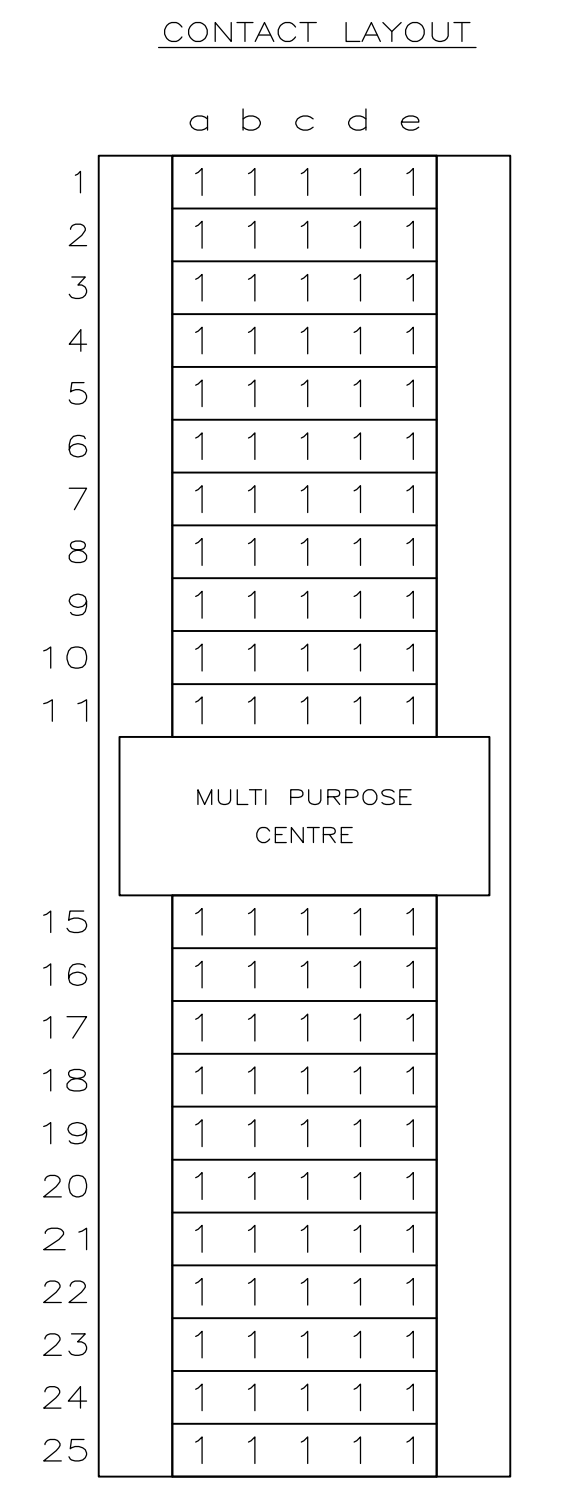 CONTACT LAYOUT
a b c d e
1 1 1 1 1 1
2 1 1 1 1 1
3 1 1 1 1 1
4 1 1 1 1 1
5 1 1 1 1 1
6 1 1 1 1 1
7 1 1 1 1 1
8 1 1 1 1 1
9 1 1 1 1 1
10 1 1 1 1 1
11 1 1 1 1 1
MULTI PURPOSE
CENTRE
15 1 1 1 1 1
16 1 1 1 1 1
17 1 1 1 1 1
18 1 1 1 1 1
19 1 1 1 1 1
20 1 1 1 1 1
21 1 1 1 1 1
22 1 1 1 1 1
23 1 1 1 1 1
24 1 1 1 1 1
25 1 1 1 1 1